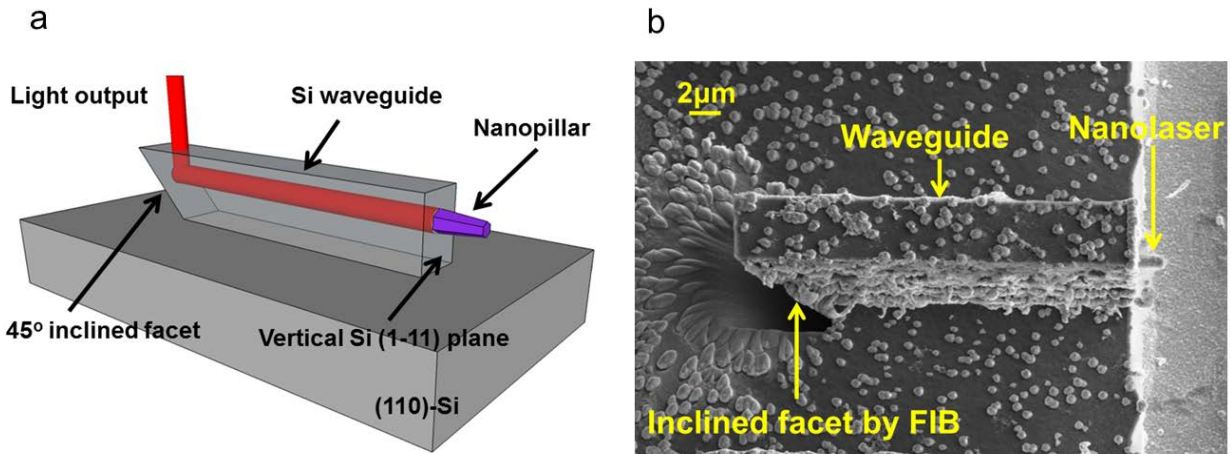 a
Light output
Si waveguide
Nanopillar
45° inclined facet
Vertical Si (1-11) plane
(110)-Si
b
2μm
Waveguide
Nanolaser
Inclined facet by FIB